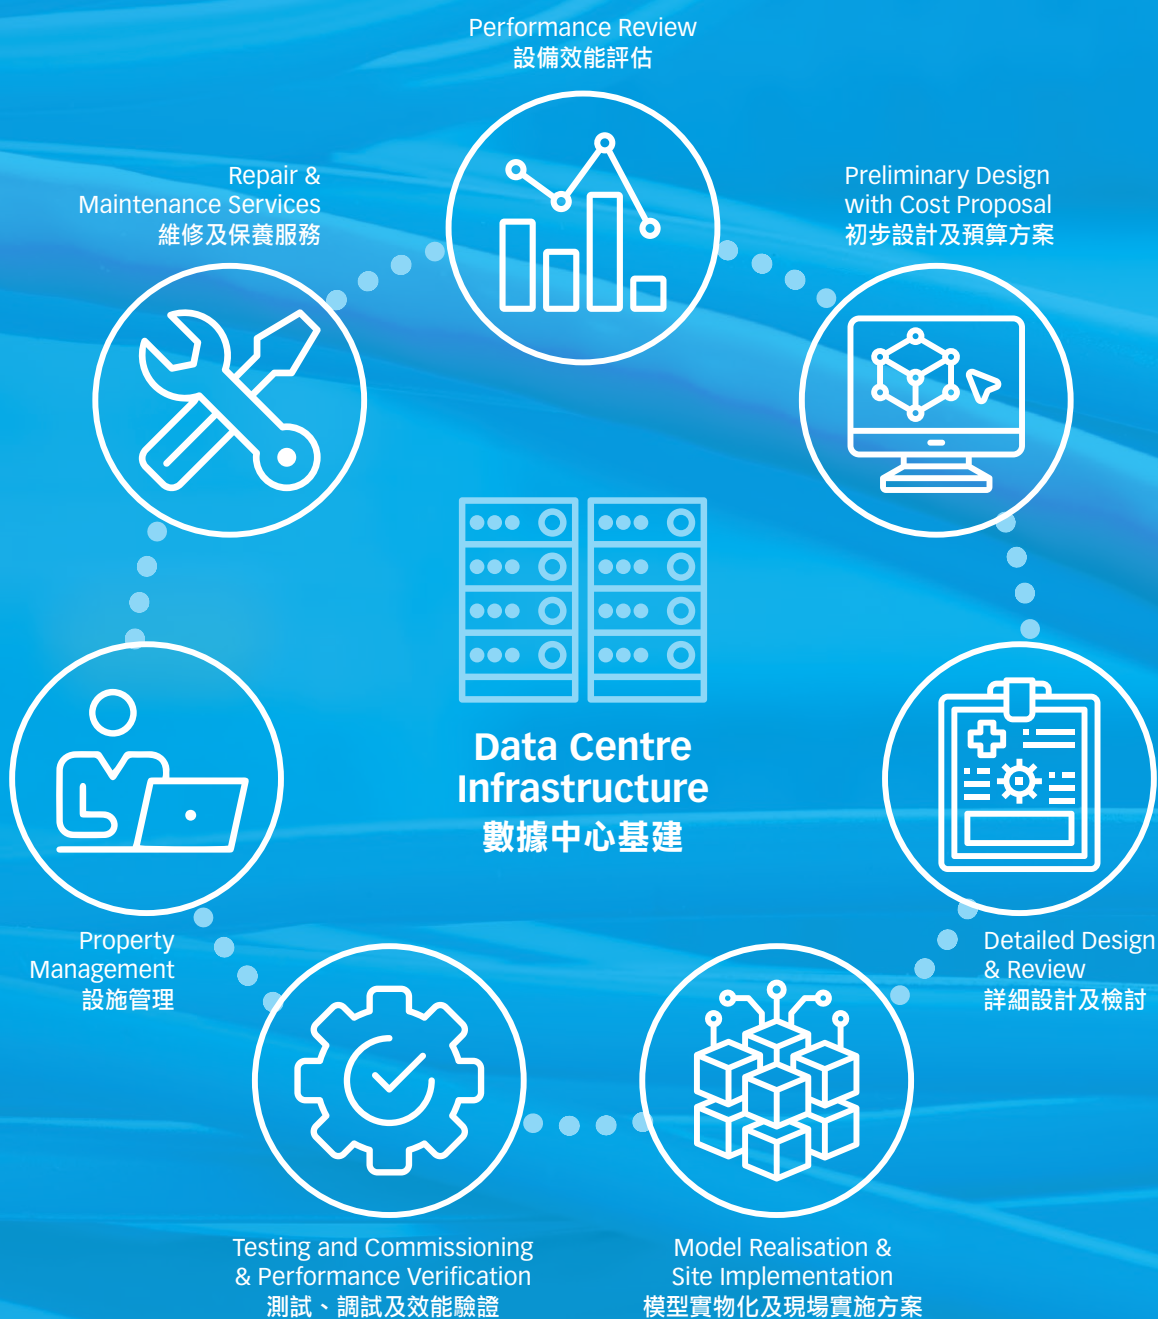 Performance Review
設備效能評估
Repair &
Maintenance Services
維修及保養服務
Preliminary Design
with Cost Proposal
初步設計及預算方案
Data Centre
Infrastructure
數據中心基建
Property
Management
設施管理
Detailed Design
& Review
詳細設計及檢討
Testing and Commissioning
& Performance Verification
測試、調試及效能驗證
Model Realisation &
Site Implementation
模型實物化及現場實施方案